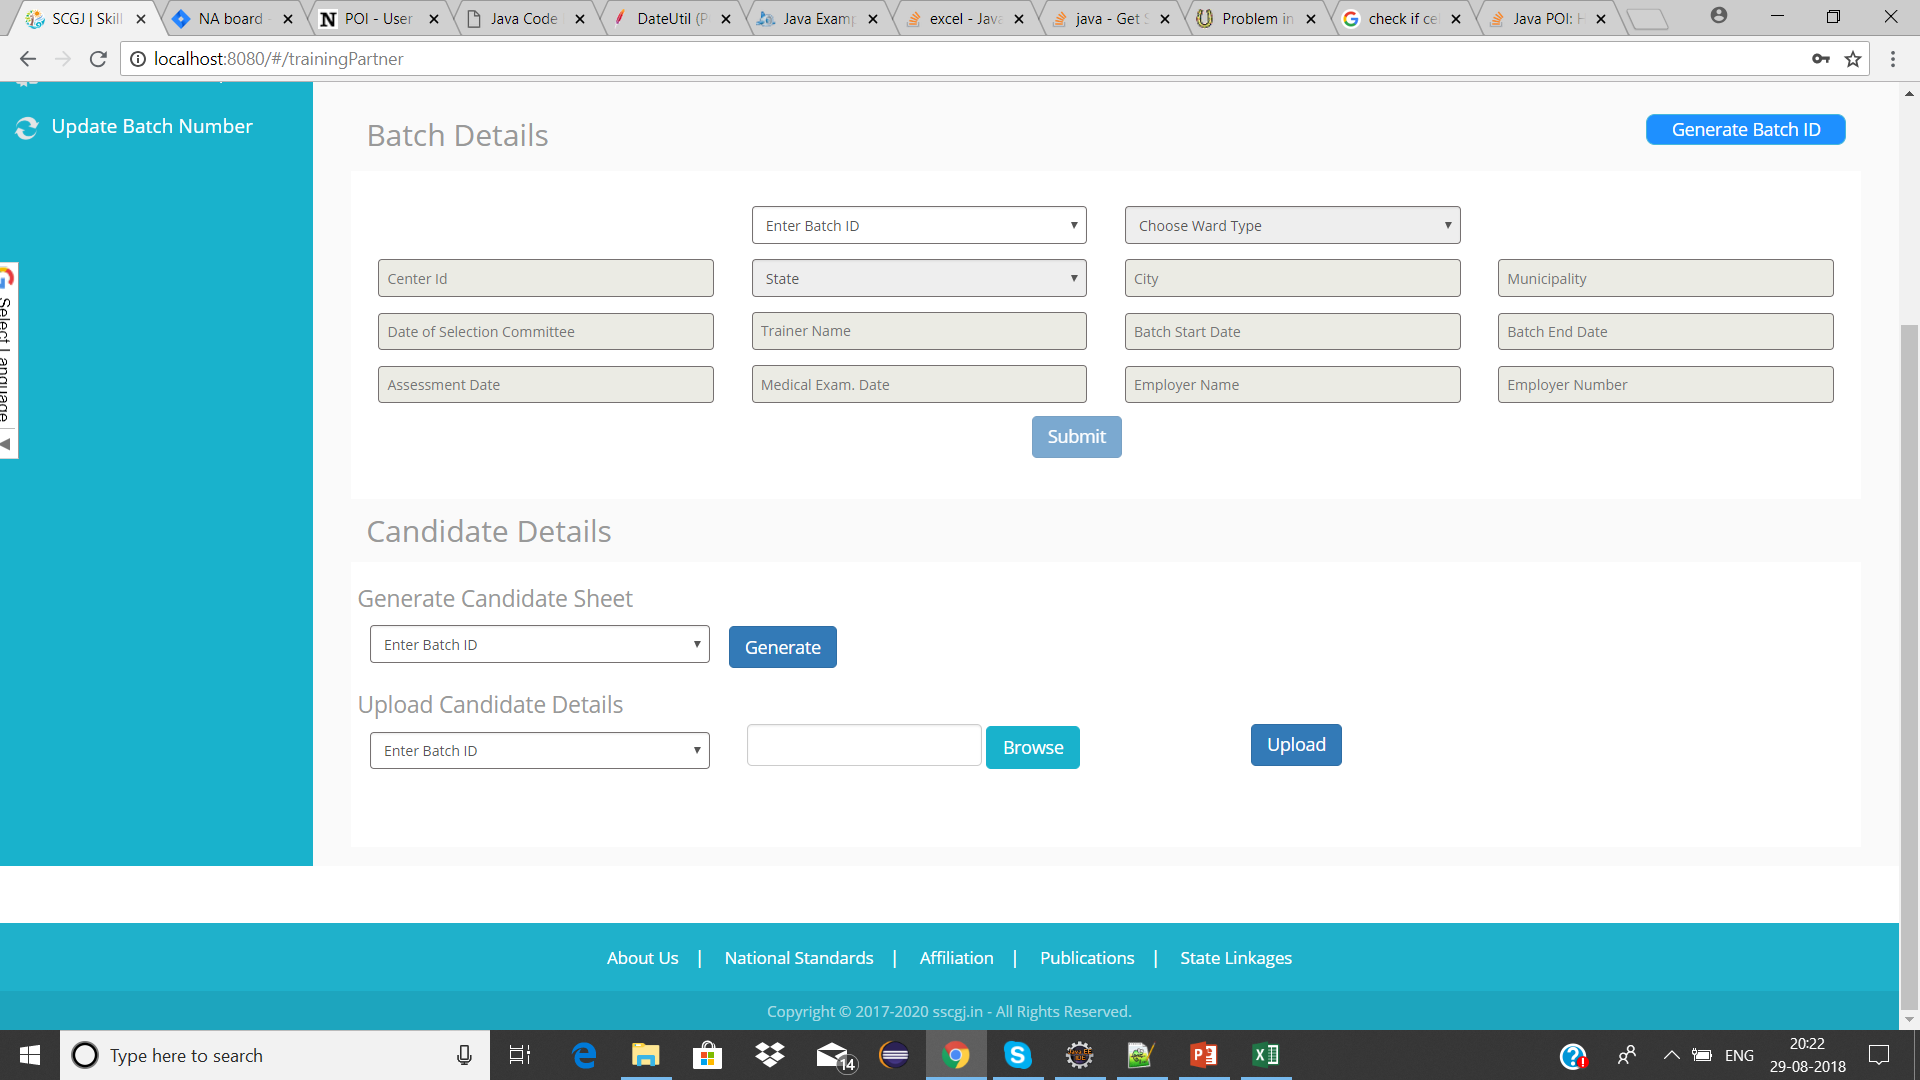 SCGJ | Skill
NA board
POI - User
Java Code
DateUtil (P
Java Examp
excel - Java
java - Get S
Problem in
check if cel
Java POI: H
localhost:8080/#/trainingPartner
Update Batch Number
Select Language
Batch Details
Generate Batch ID
Enter Batch ID
Choose Ward Type
Center Id
State
City
Municipality
Date of Selection Committee
Trainer Name
Batch Start Date
Batch End Date
Assessment Date
Medical Exam. Date
Employer Name
Employer Number
Submit
Candidate Details
Generate Candidate Sheet
Enter Batch ID
Generate
Upload Candidate Details
Enter Batch ID
Browse
Upload
About Us | National Standards | Affiliation | Publications | State Linkages
Copyright © 2017-2020 sscgj.in - All Rights Reserved.
Type here to search
14
ENG
20:22
29-08-2018